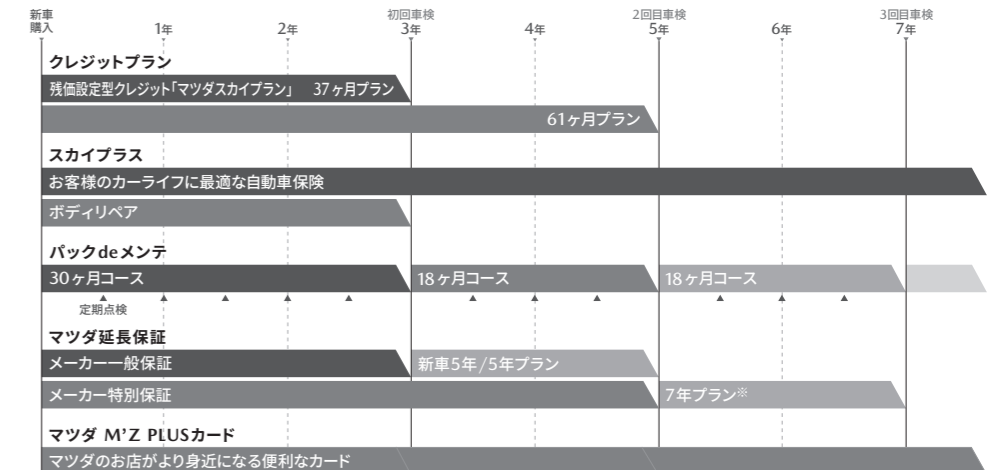 新車
購入
1年
2年
初回車検
3年
4年
2回目車検
5年
6年
3回目車検
7年
クレジットプラン
残価設定型クレジット「マツダスカイプラン」 37ヶ月プラン
61ヶ月プラン
スカイプラス
お客様のカーライフに最適な自動車保険
ボディリペア
パックdeメンテ
30ヶ月コース
18ヶ月コース
18ヶ月コース
定期点検
マツダ延長保証
メーカー一般保証
新車5年/5年プラン
メーカー特別保証
7年プラン※
マツダ M'Z PLUSカード
マツダのお店がより身近になる便利なカード